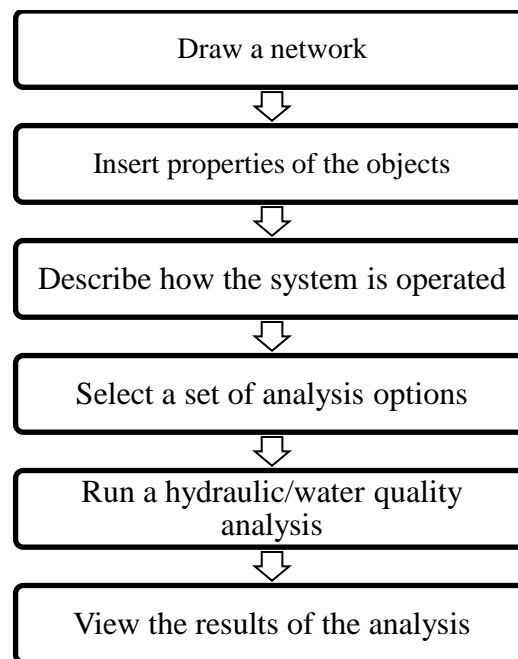 Draw a network
Insert properties of the objects
Describe how the system is operated
Select a set of analysis options
Run a hydraulic/water quality
analysis
View the results of the analysis